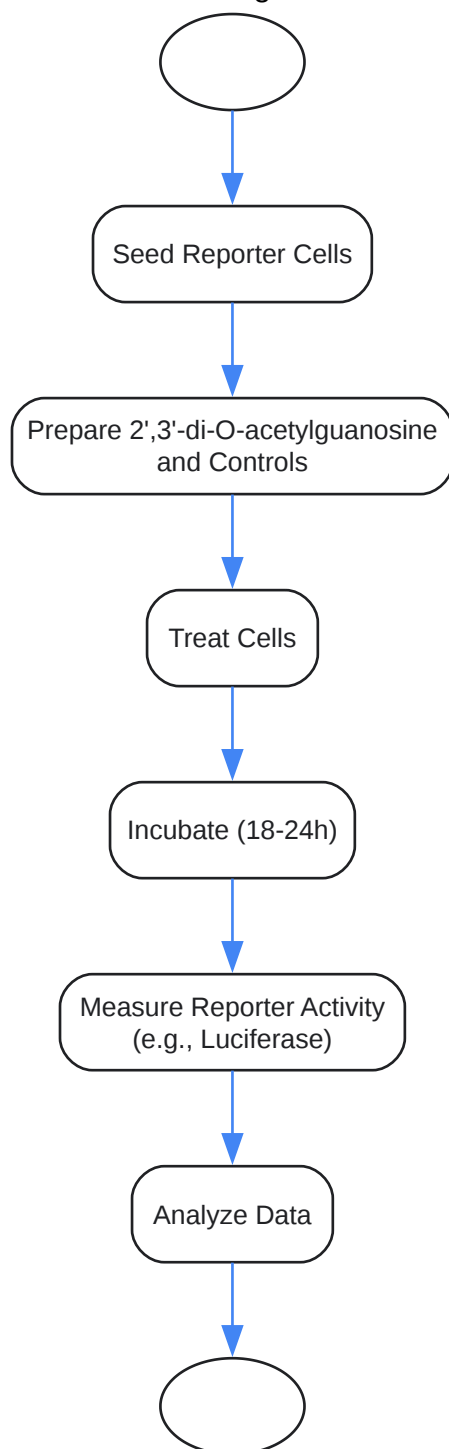 Seed Reporter Cells
Prepare 2',3'-di-O-acetylguanosine
and Controls
Treat Cells
Incubate (18-24h)
Measure Reporter Activity
(e.g., Luciferase)
Analyze Data